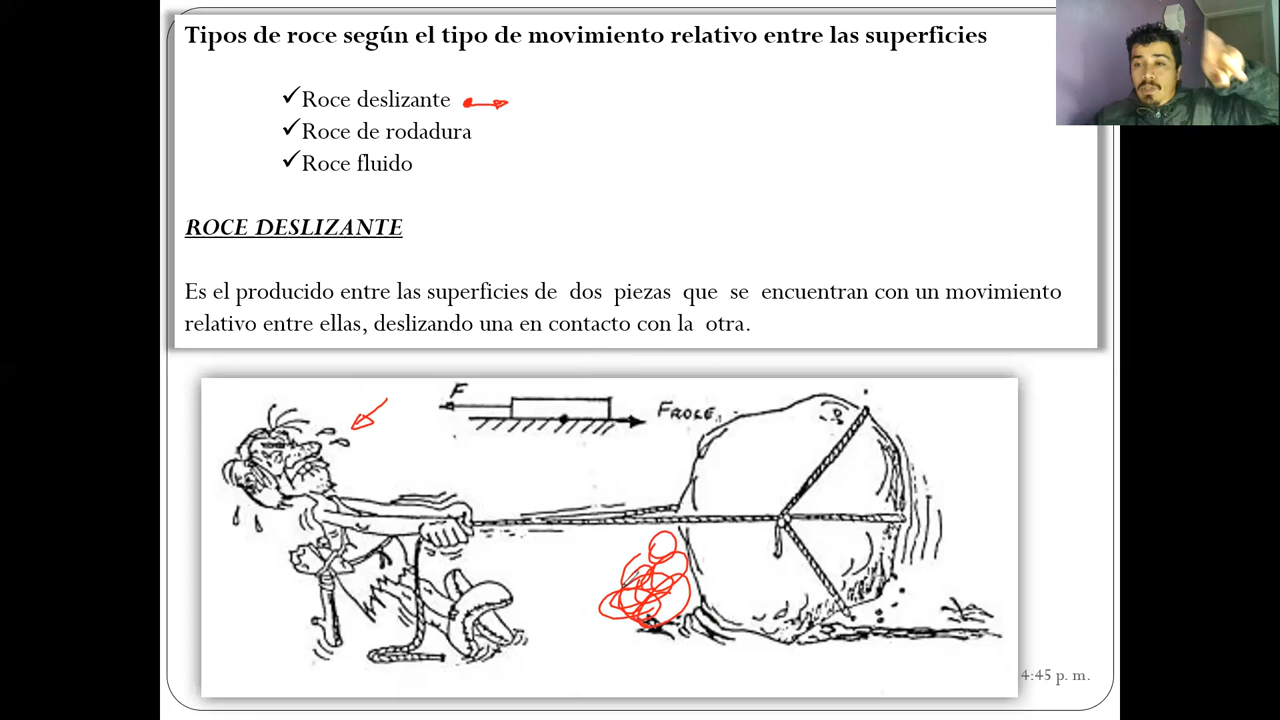 Tipos de roce según el tipo de movimiento relativo entre las superficies
Roce deslizante
Roce de rodadura
Roce fluido
ROCE DESLIZANTE
Es el producido entre las superficies de dos piezas que se encuentran con un movimiento
relativo entre ellas, deslizando una en contacto con la otra.
F
FROCE
4:45 p. m.